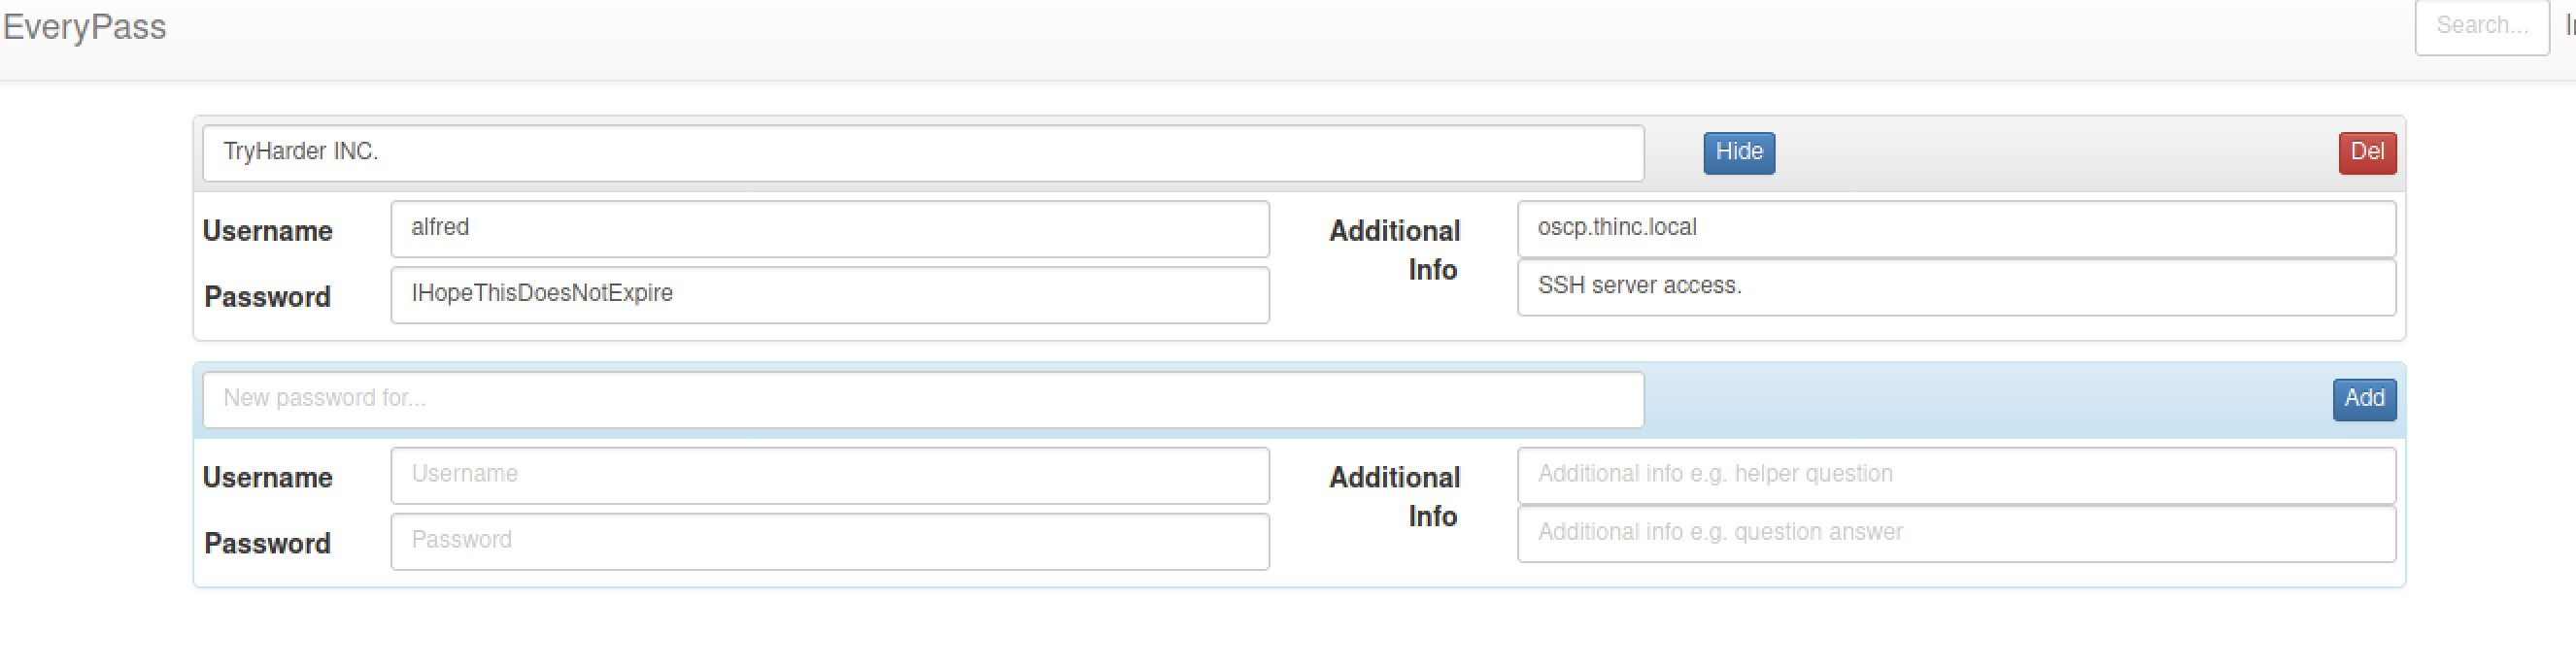 EveryPass Search...
TryHarder INC. Hide Del
Username alfred Additional Info oscp.thinc.local
Password IHopeThisDoesNotExpire SSH server access.
New password for... Add
Username Username Additional Info Additional info e.g. helper question
Password Password Additional info e.g. question answer